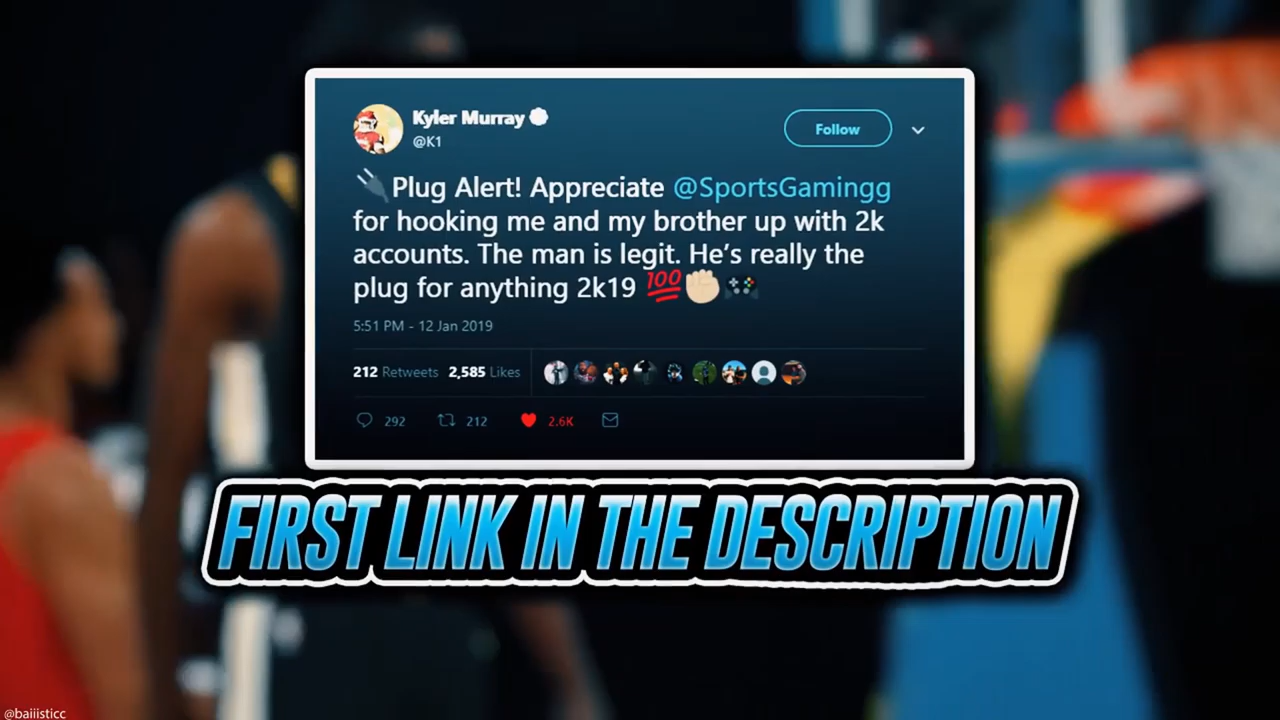 Kyler Murray
@K1
Follow
🔌Plug Alert! Appreciate @SportsGamingg
for hooking me and my brother up with 2k
accounts. The man is legit. He’s really the
plug for anything 2k19 💯✊🏼🎮
5:51 PM - 12 Jan 2019
212 Retweets 2,585 Likes
292 212 2.6K
FIRST LINK IN THE DESCRIPTION
@baiiisticc